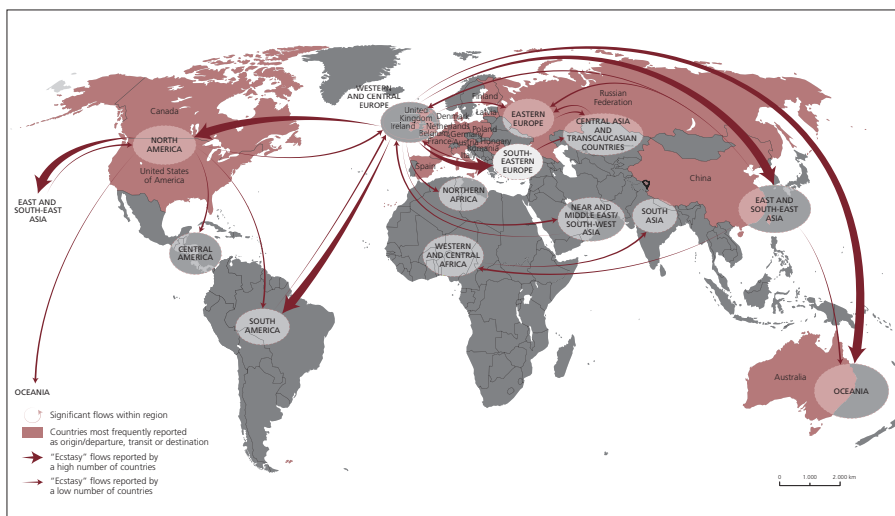 WESTERN
AND CENTRAL
EUROPE
Canada
NORTH
AMERICA
United States
of America
EAST AND
SOUTH-EAST
ASIA
CENTRAL
AMERICA
SOUTH
AMERICA
OCEANIA
United
Kingdom
Ireland
Finland
Denmark
Latvia
Netherlands
Belgium
Germany
Poland
France
Austria
Hungary
Romania
Italy
Spain
EASTERN
EUROPE
Russian
Federation
CENTRAL ASIA
AND
TRANSCAUCASIAN
COUNTRIES
SOUTH-
EASTERN
EUROPE
NORTHERN
AFRICA
NEAR AND
MIDDLE EAST/
SOUTH-WEST
ASIA
SOUTH
ASIA
China
EAST AND
SOUTH-EAST
ASIA
WESTERN
AND CENTRAL
AFRICA
Australia
OCEANIA
Significant flows within region
Countries most frequently reported
as origin/departure, transit or destination
"Ecstasy" flows reported by
a high number of countries
"Ecstasy" flows reported by
a low number of countries
0 1.000 2.000 km